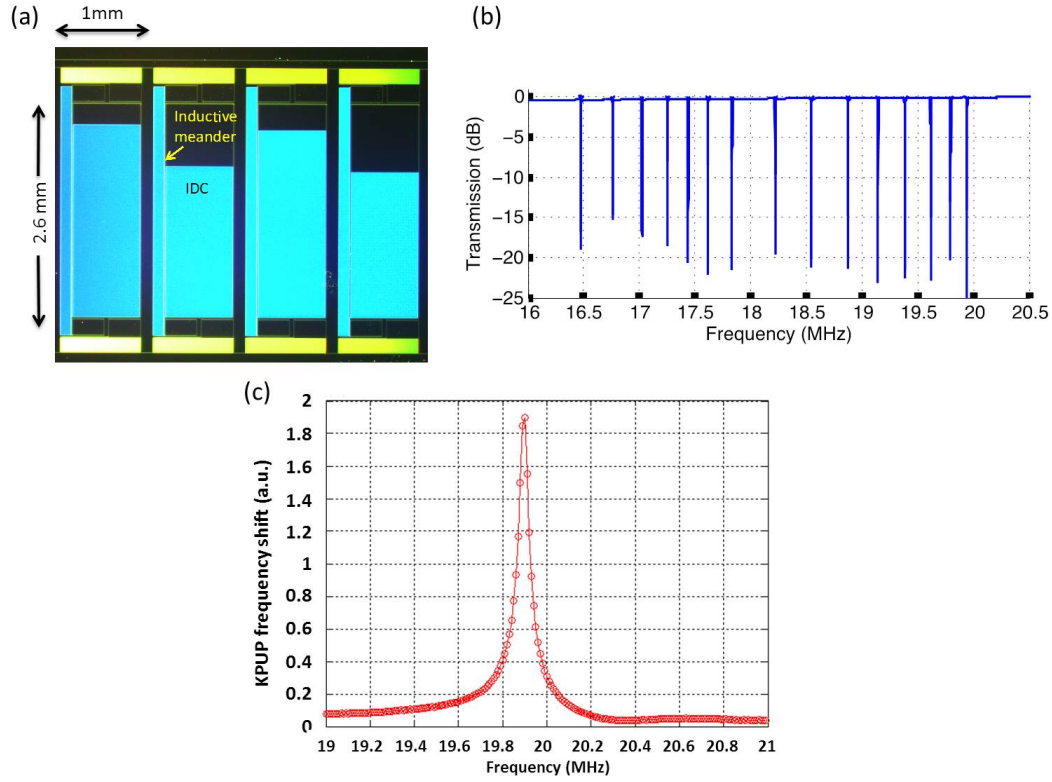 (a)
1mm
2.6 mm
Inductive
meander
IDC
(b)
Transmission (dB)
0
−5
−10
−15
−20
−25
16 16.5 17 17.5 18 18.5 19 19.5 20 20.5
Frequency (MHz)
(c)
KPUP frequency shift (a.u.)
2
1.8
1.6
1.4
1.2
1
0.8
0.6
0.4
0.2
0
19 19.2 19.4 19.6 19.8 20 20.2 20.4 20.6 20.8 21
Frequency (MHz)